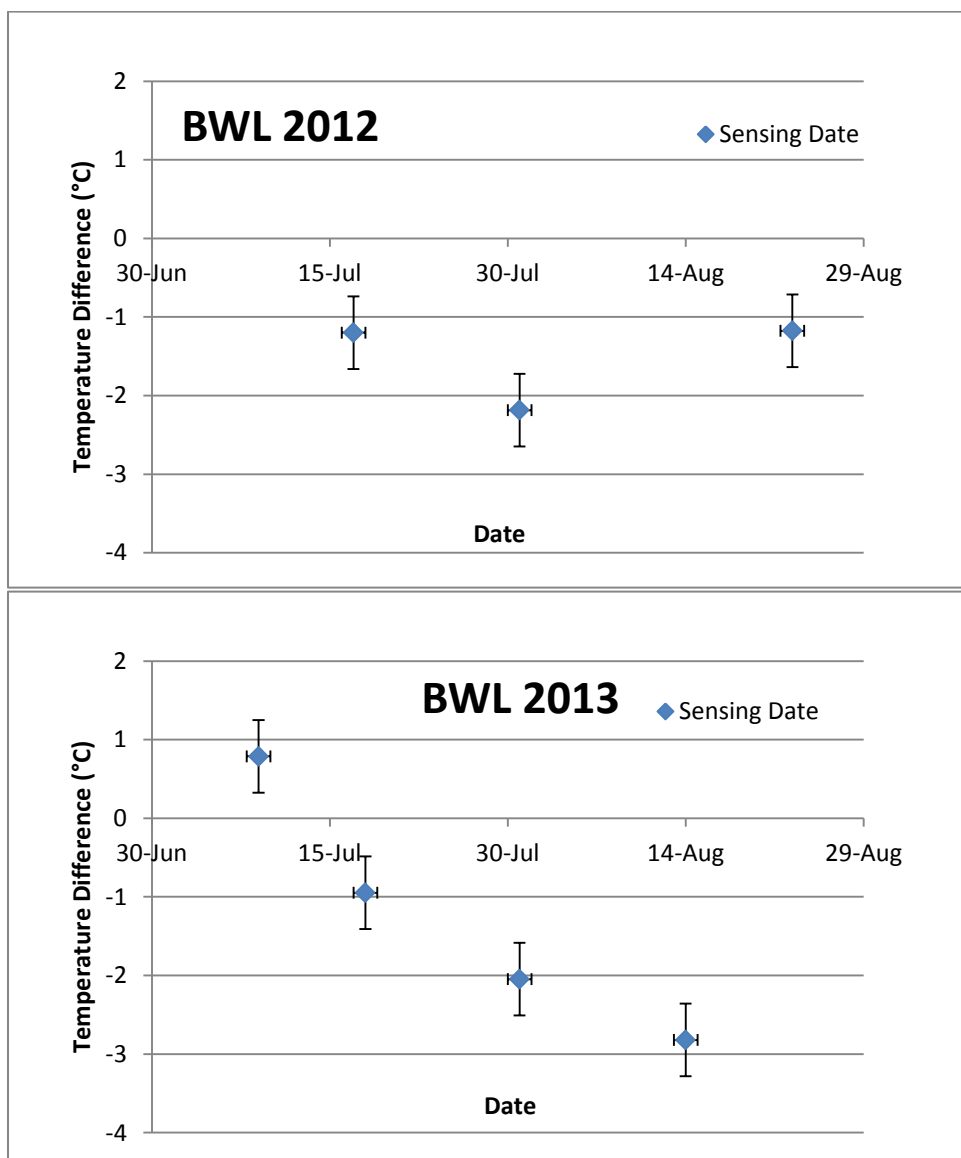 2
BWL 2012
Sensing Date
1
0
30-Jun 15-Jul 30-Jul 14-Aug 29-Aug
-1
-2
-3
-4
Temperature Difference (°C)
Date
2
BWL 2013
Sensing Date
1
0
30-Jun 15-Jul 30-Jul 14-Aug 29-Aug
-1
-2
-3
-4
Temperature Difference (°C)
Date